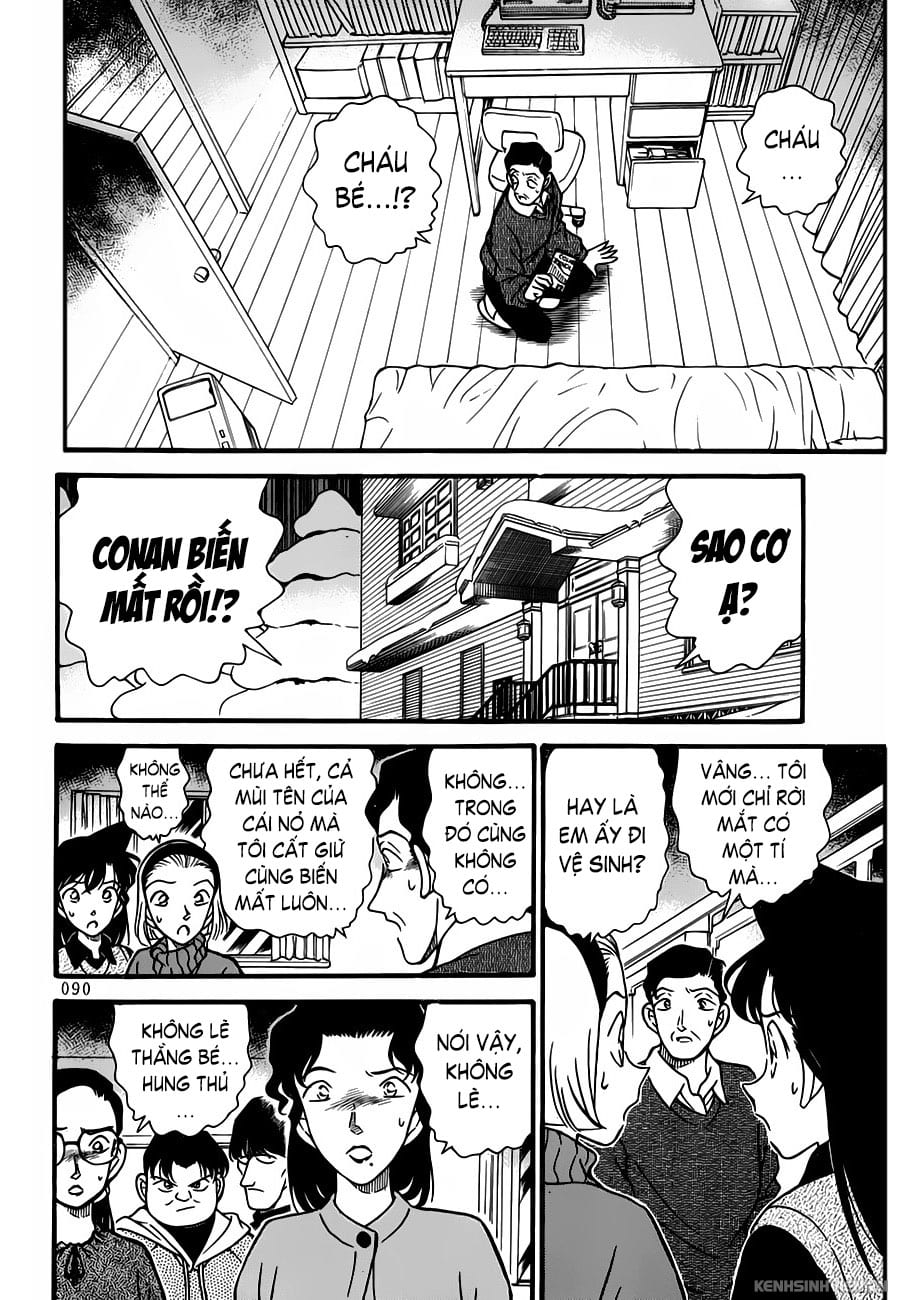 CHÁU...
CHÁU
BÉ...!?
SAO CƠ
Ạ?
CONAN BIẾN
MẤT RỒI!?
VÂNG... TÔI
MỚI CHỈ RỜI
MẮT CÓ
MỘT TÍ
MÀ...
HAY LÀ
EM ẤY ĐI
VỆ SINH?
KHÔNG...
TRONG
ĐÓ CŨNG
KHÔNG
CÓ...
CHƯA HẾT, CẢ
MŨI TÊN CỦA
CÁI NỎ MÀ
TÔI CẤT GIỮ
CŨNG BIẾN
MẤT LUÔN...
KHÔNG
THỂ
NÀO...
090
NÓI VẬY,
KHÔNG
LẼ...
KHÔNG LẼ
THẰNG BÉ...
HUNG THỦ
...